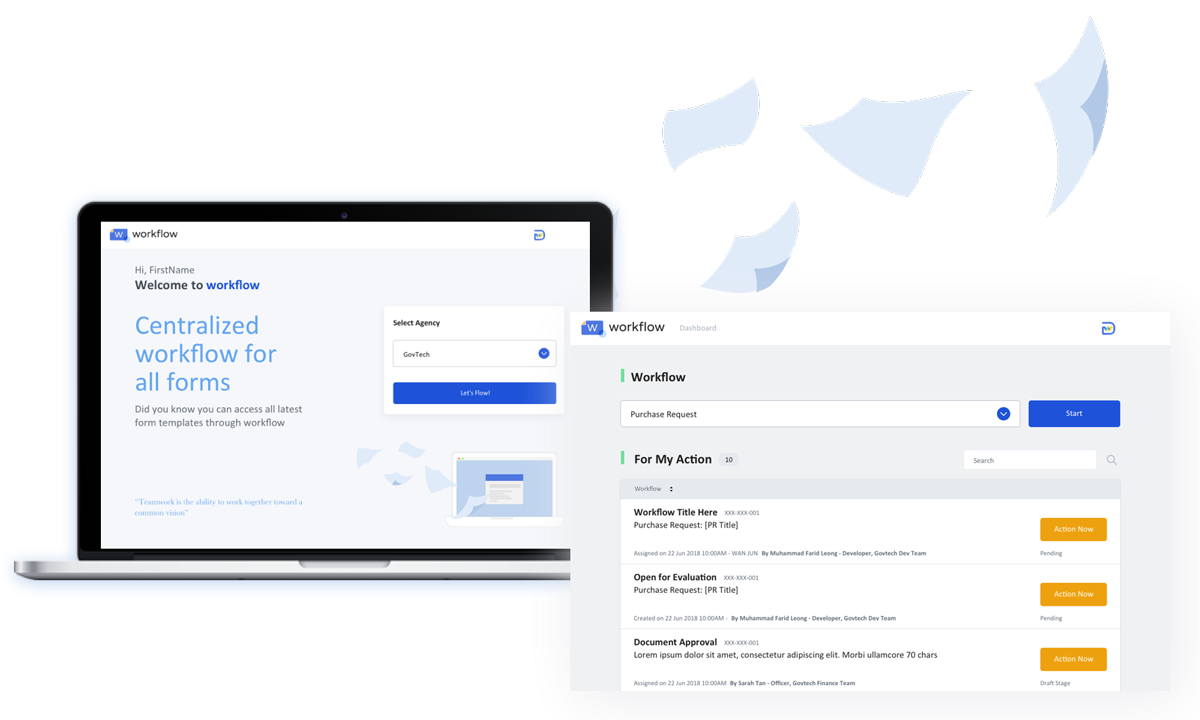 W workflow
Hi, FirstName
Welcome to workflow
Centralized
workflow for
all forms
Did you know you can access all latest
form templates through workflow
"Teamwork is the ability to work together toward a
common vision"
Select Agency
GovTech
Let's Flow!
W workflow Dashboard
Workflow
Purchase Request
Start
For My Action 10
Search
Workflow
Workflow Title Here XXX-XXX-001
Purchase Request: [PR Title]
Action Now
Assigned on 22 Jun 2018 10:00AM - WAN JUN By Muhammad Farid Leong - Developer, Govtech Dev Team
Pending
Open for Evaluation XXX-XXX-001
Purchase Request: [PR Title]
Action Now
Created on 22 Jun 2018 10:00AM - By Muhammad Farid Leong - Developer, Govtech Dev Team
Pending
Document Approval XXX-XXX-001
Lorem ipsum dolor sit amet, consectetur adipiscing elit. Morbi ullamcore 70 chars
Action Now
Assigned on 22 Jun 2018 10:00AM By Sarah Tan - Officer, Govtech Finance Team
Draft Stage